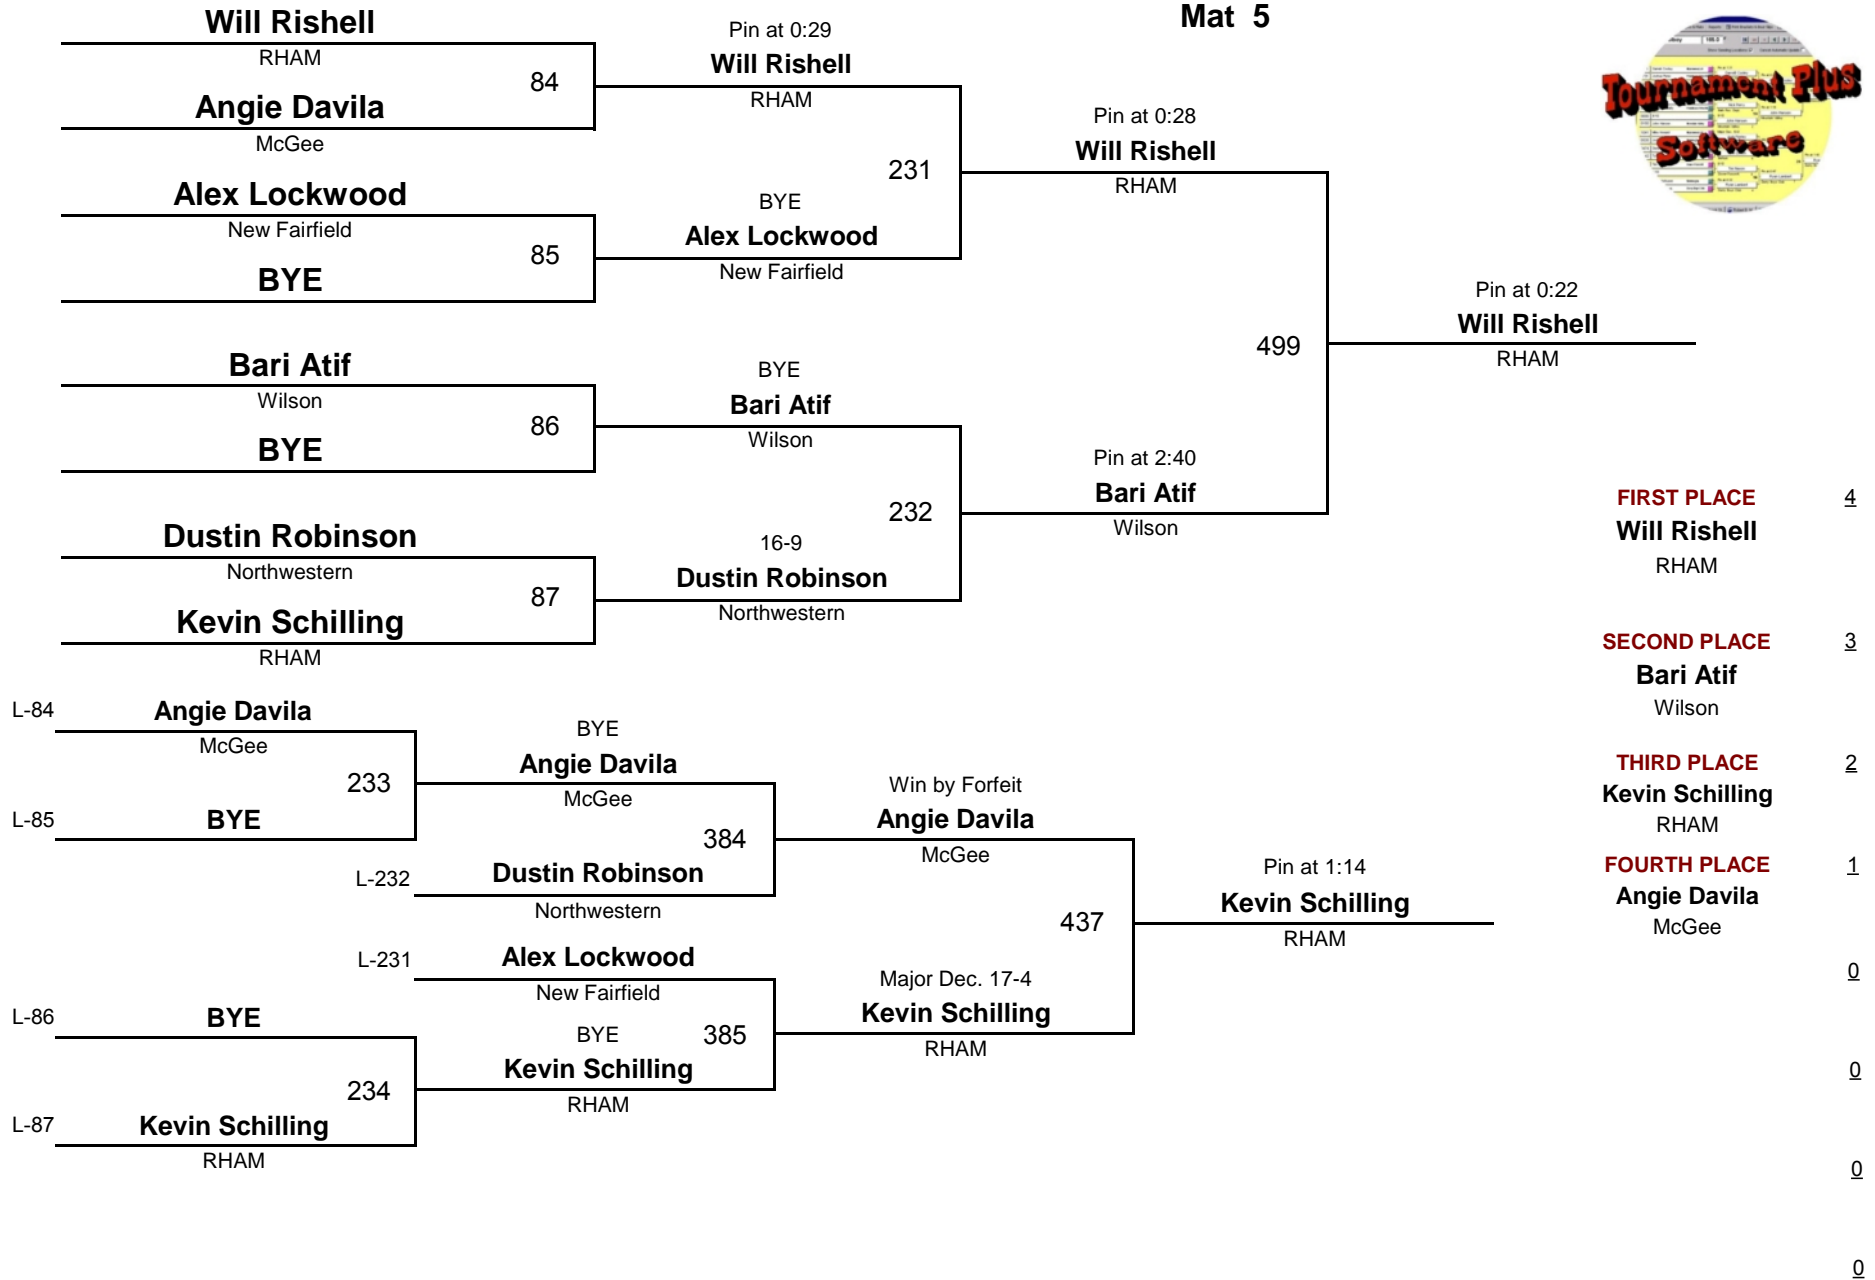 Mat 5
Tournament Plus
Software
Will Rishell
RHAM
84
Angie Davila
McGee
Alex Lockwood
New Fairfield
85
BYE
Bari Atif
Wilson
86
BYE
Dustin Robinson
Northwestern
87
Kevin Schilling
RHAM
Pin at 0:29
Will Rishell
RHAM
231
BYE
Alex Lockwood
New Fairfield
BYE
Bari Atif
Wilson
232
16-9
Dustin Robinson
Northwestern
Pin at 0:28
Will Rishell
RHAM
499
Pin at 2:40
Bari Atif
Wilson
Pin at 0:22
Will Rishell
RHAM
L-84
Angie Davila
McGee
233
L-85
BYE
L-86
BYE
234
L-87
Kevin Schilling
RHAM
BYE
Angie Davila
McGee
384
L-232
Dustin Robinson
Northwestern
L-231
Alex Lockwood
New Fairfield
BYE
385
Kevin Schilling
RHAM
Win by Forfeit
Angie Davila
McGee
437
Major Dec. 17-4
Kevin Schilling
RHAM
Pin at 1:14
Kevin Schilling
RHAM
FIRST PLACE 4
Will Rishell
RHAM
SECOND PLACE 3
Bari Atif
Wilson
THIRD PLACE 2
Kevin Schilling
RHAM
FOURTH PLACE 1
Angie Davila
McGee
0
0
0
0